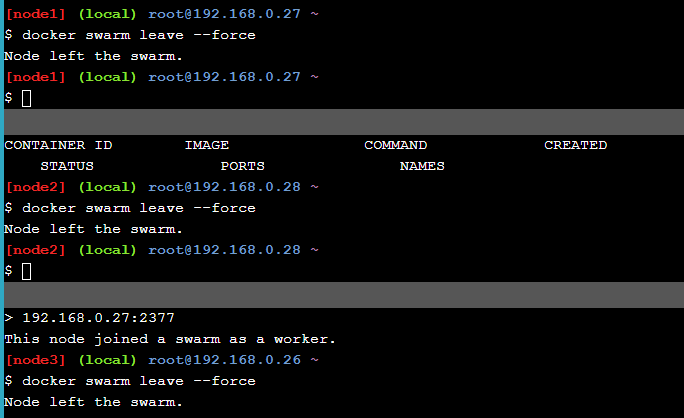 [node1] (local) root@192.168.0.27 ~
$ docker swarm leave --force
Node left the swarm.
[node1] (local) root@192.168.0.27 ~
$
CONTAINER ID        IMAGE               COMMAND             CREATED
    STATUS              PORTS               NAMES
[node2] (local) root@192.168.0.28 ~
$ docker swarm leave --force
Node left the swarm.
[node2] (local) root@192.168.0.28 ~
$
> 192.168.0.27:2377
This node joined a swarm as a worker.
[node3] (local) root@192.168.0.26 ~
$ docker swarm leave --force
Node left the swarm.